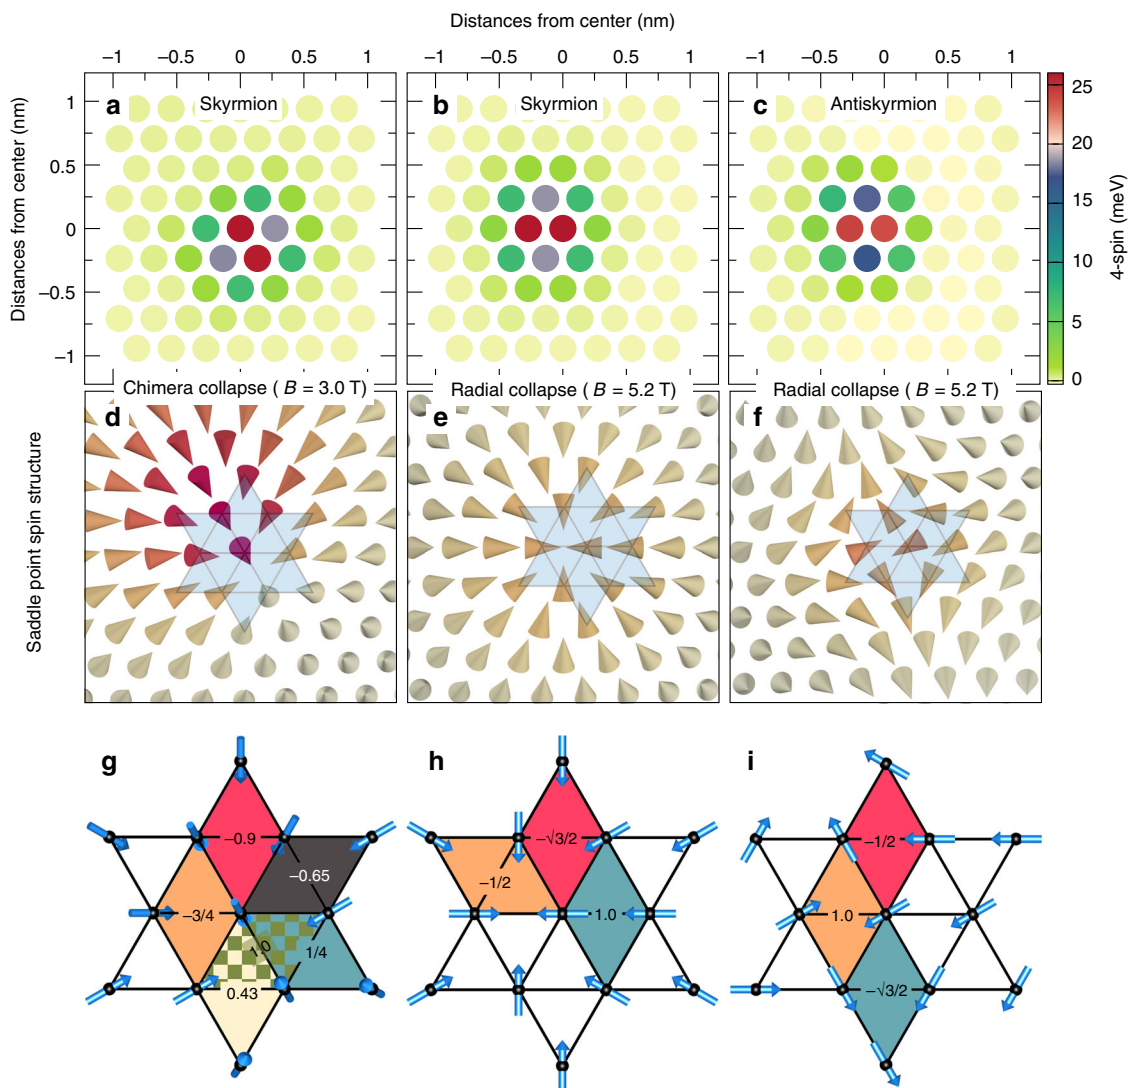 Distances from center (nm)
−1 −0.5 0 0.5 1 −1 −0.5 0 0.5 1 −1 −0.5 0 0.5 1
a Skyrmion b Skyrmion c Antiskyrmion
Distances from center (nm)
1
0.5
0
−0.5
−1
25
20
15
10
5
0
4-spin (meV)
Chimera collapse ( B = 3.0 T) Radial collapse ( B = 5.2 T) Radial collapse ( B = 5.2 T)
d e f
Saddle point spin structure
g h i
−0.9 −√3/2 −1/2
−0.65 −1/2
−3/4 1.0 1.0
1.0 1/4
0.43 −√3/2